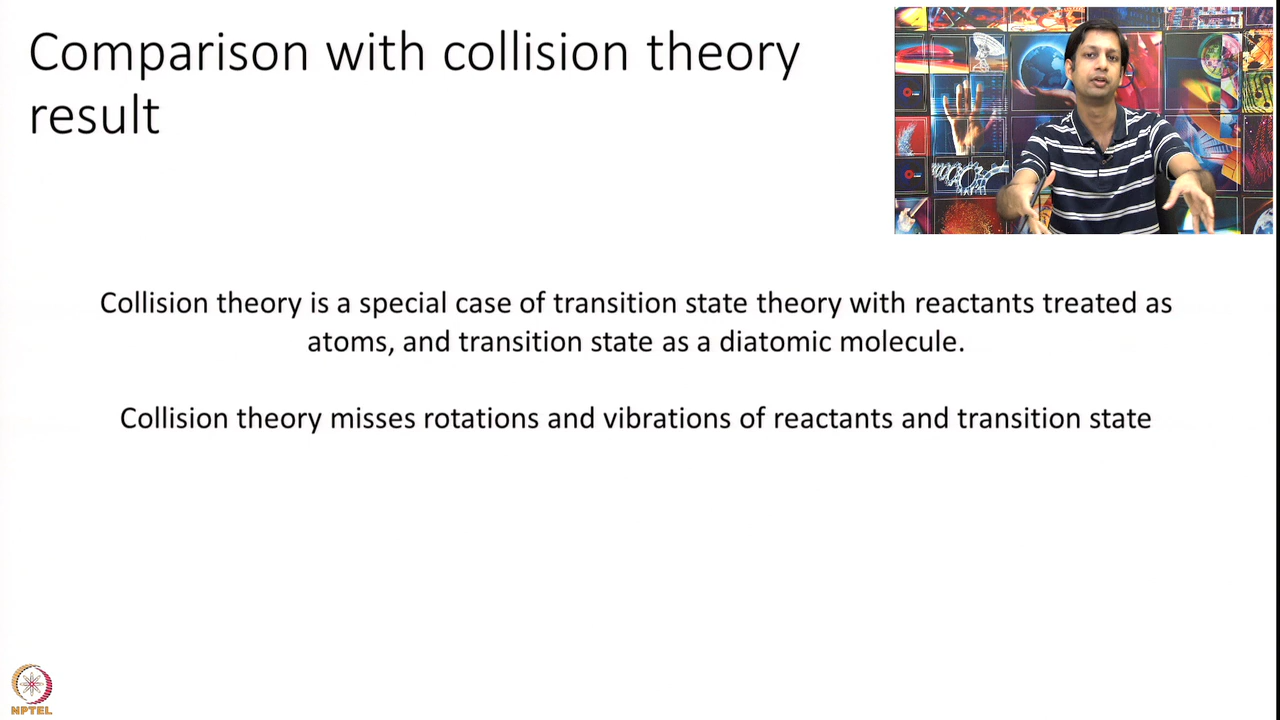 Comparison with collision theory
result
Collision theory is a special case of transition state theory with reactants treated as
atoms, and transition state as a diatomic molecule.
Collision theory misses rotations and vibrations of reactants and transition state
NPTEL